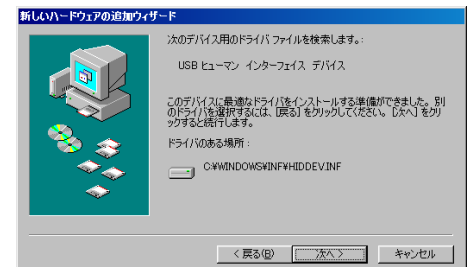 新しいハードウェアの追加ウィザード
次のデバイス用のドライバ ファイルを検索します。:
USB ヒューマン インターフェイス デバイス
このデバイスに最適なドライバをインストールする準備ができました。別
のドライバを選択するには、[戻る] をクリックしてください。[次へ] をクリ
ックすると続行します。
ドライバのある場所:
C:¥WINDOWS¥INF¥HIDDEV.INF
< 戻る(B)
次へ >
キャンセル